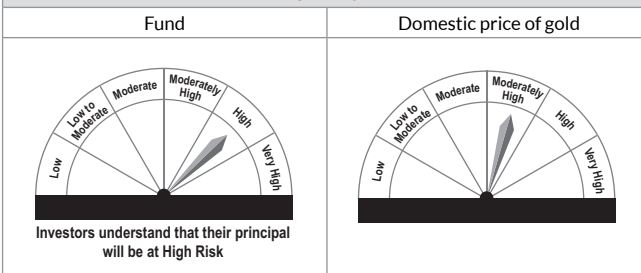 Fund
Domestic price of gold
Low
Low to
Moderate
Moderate
Moderately
High
High
Very High
Low
Low to
Moderate
Moderate
Moderately
High
High
Very High
Investors understand that their principal
will be at High Risk